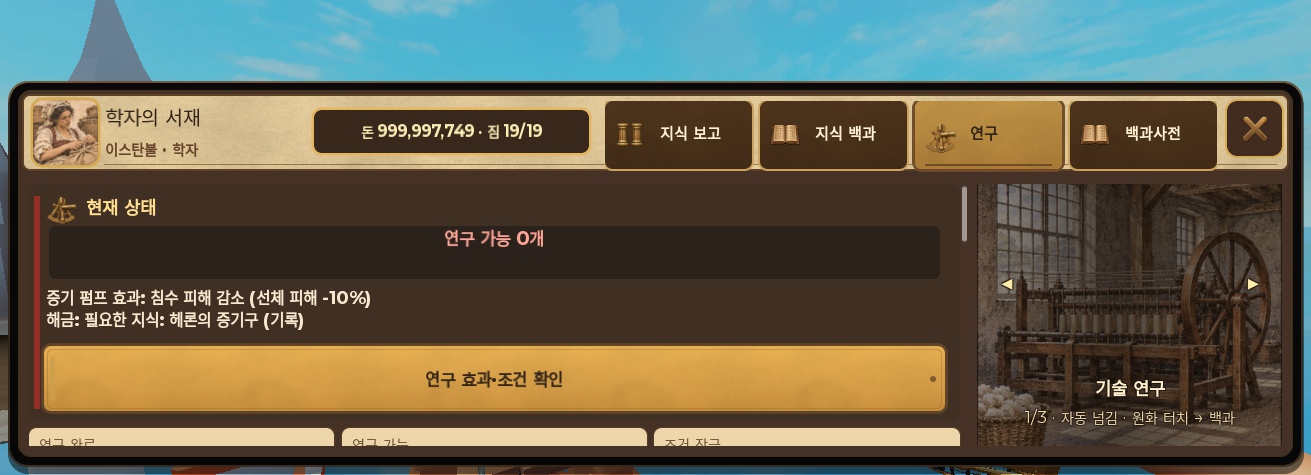 학자의 서재
이스탄불 · 학자
돈 999,997,749 · 짐 19/19
지식 보고
지식 백과
연구
백과사전
현재 상태
연구 가능 0개
증기 펌프 효과: 침수 피해 감소 (선체 피해 -10%)
해금: 필요한 지식: 헤론의 증기구 (기록)
연구 효과·조건 확인
연구 완료
연구 가능
조건 잠금
기술 연구
1/3 · 자동 넘김 · 원화 터치 → 백과